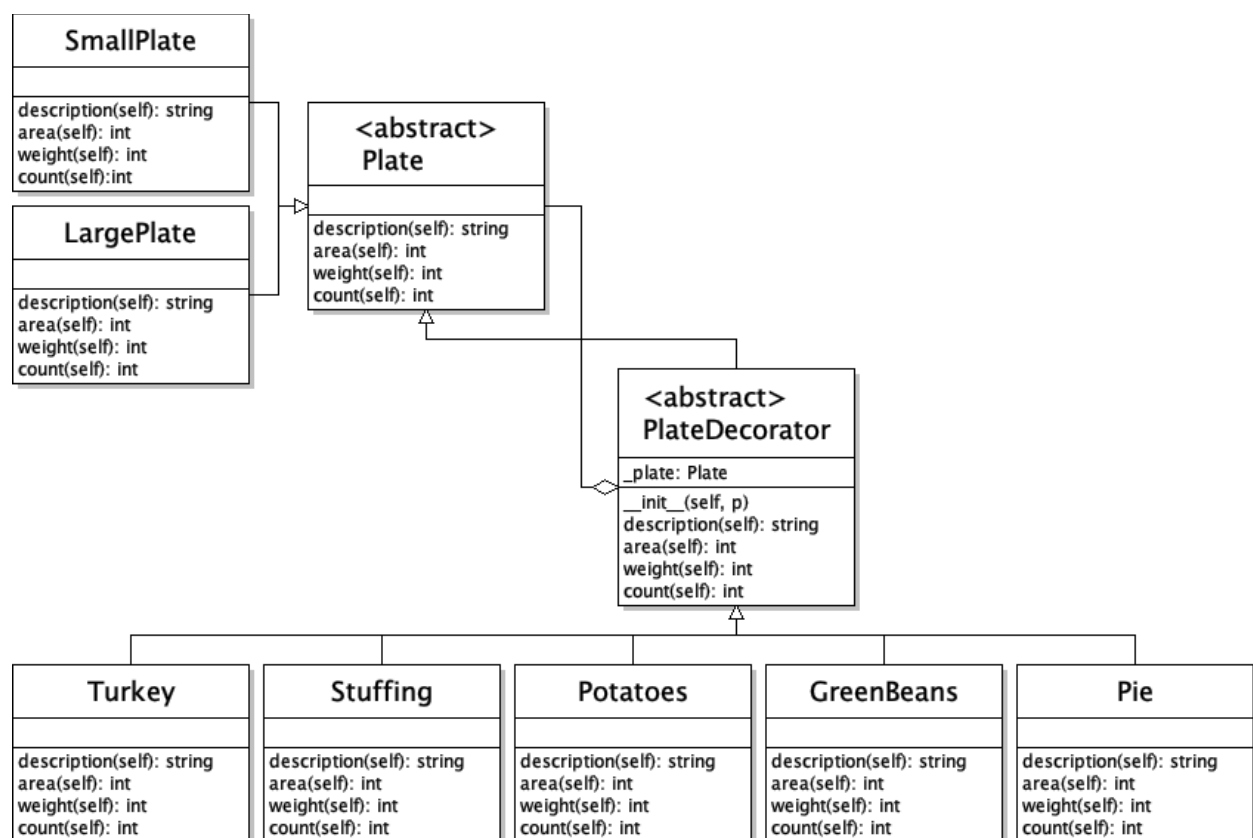 SmallPlate
description(self): string
area(self): int
weight(self): int
count(self):int
LargePlate
description(self): string
area(self): int
weight(self): int
count(self): int
<abstract>
Plate
description(self): string
area(self): int
weight(self): int
count(self): int
<abstract>
PlateDecorator
_plate: Plate
__init__(self, p)
description(self): string
area(self): int
weight(self): int
count(self): int
Turkey
description(self): string
area(self): int
weight(self): int
count(self): int
Stuffing
description(self): string
area(self): int
weight(self): int
count(self): int
Potatoes
description(self): string
area(self): int
weight(self): int
count(self): int
GreenBeans
description(self): string
area(self): int
weight(self): int
count(self): int
Pie
description(self): string
area(self): int
weight(self): int
count(self): int